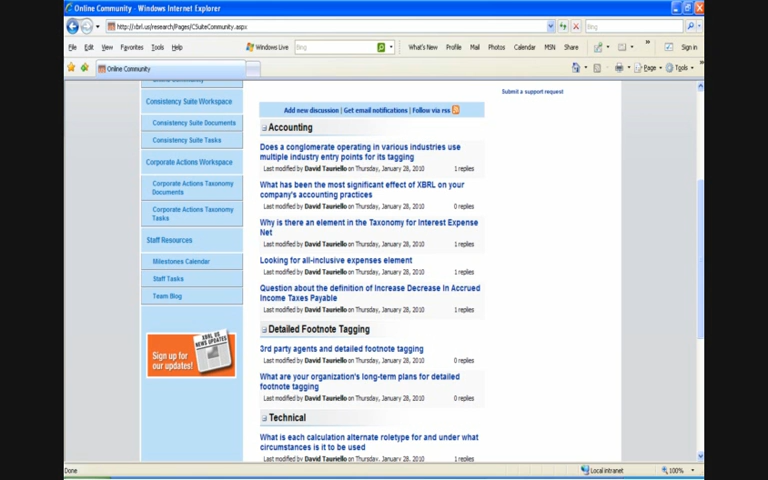 Online Community - Windows Internet Explorer
http://xbrl.us/research/Pages/CSuiteCommunity.aspx
Bing
File Edit View Favorites Tools Help
Windows Live
Bing
What's New Profile Mail Photos Calendar MSN Share
Sign in
Online Community
Page Tools
Submit a support request
Consistency Suite Workspace
Consistency Suite Documents
Consistency Suite Tasks
Corporate Actions Workspace
Corporate Actions Taxonomy
Documents
Corporate Actions Taxonomy
Tasks
Staff Resources
Milestones Calendar
Staff Tasks
Team Blog
XBRL US
NEWS UPDATES
Sign up for
our updates!
Add new discussion | Get email notifications | Follow via rss
Accounting
Does a conglomerate operating in various industries use
multiple industry entry points for its tagging
Last modified by David Tauriello on Thursday, January 28, 2010 1 replies
What has been the most significant effect of XBRL on your
company's accounting practices
Last modified by David Tauriello on Thursday, January 28, 2010 0 replies
Why is there an element in the Taxonomy for Interest Expense
Net
Last modified by David Tauriello on Thursday, January 28, 2010 1 replies
Looking for all-inclusive expenses element
Last modified by David Tauriello on Thursday, January 28, 2010 1 replies
Question about the definition of Increase Decrease In Accrued
Income Taxes Payable
Last modified by David Tauriello on Thursday, January 28, 2010 1 replies
Detailed Footnote Tagging
3rd party agents and detailed footnote tagging
Last modified by David Tauriello on Thursday, January 28, 2010 0 replies
What are your organization's long-term plans for detailed
footnote tagging
Last modified by David Tauriello on Thursday, January 28, 2010 0 replies
Technical
What is each calculation alternate roletype for and under what
circumstances is it to be used
Last modified by David Tauriello on Thursday, January 28, 2010 1 replies
Done
Local intranet
100%